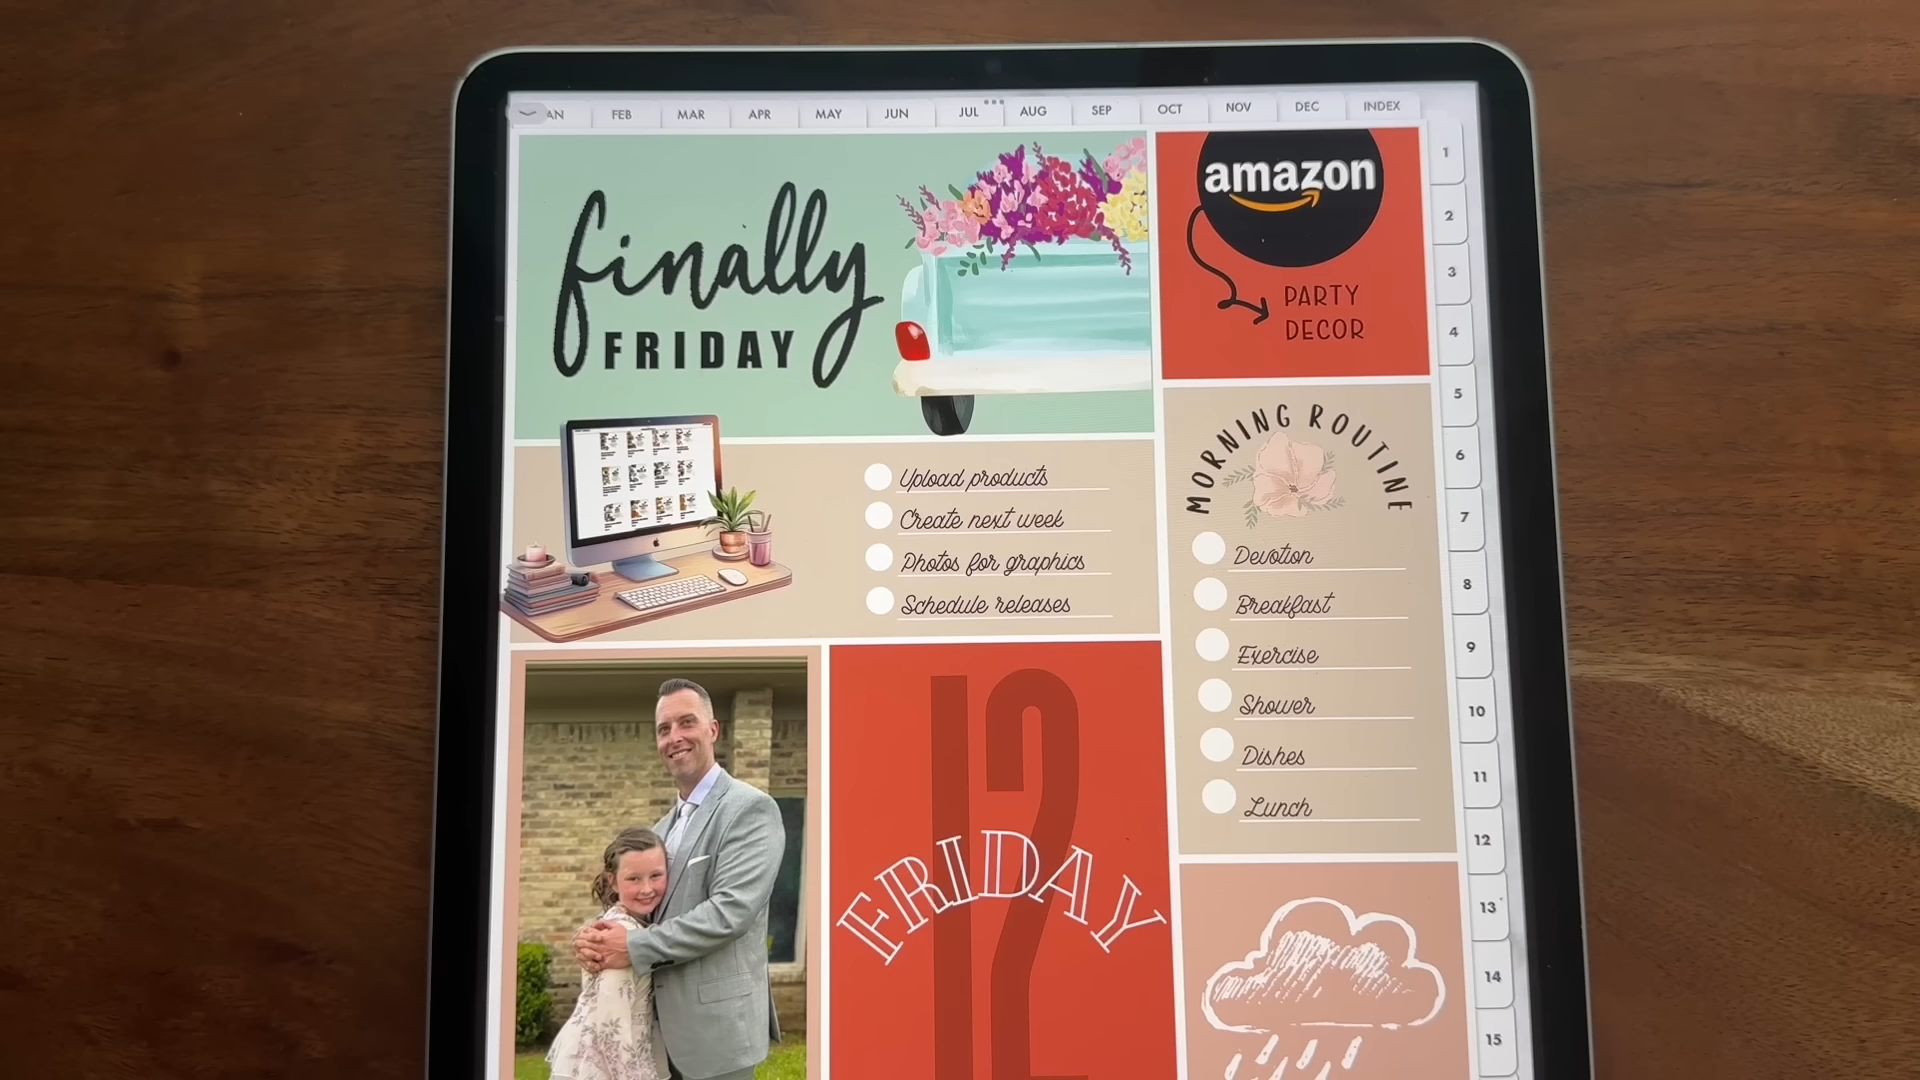 AN FEB MAR APR MAY JUN JUL AUG SEP OCT NOV DEC INDEX
finally
FRIDAY
amazon
PARTY
DECOR
Upload products
Create next week
Photos for graphics
Schedule releases
MORNING ROUTINE
Devotion
Breakfast
Exercise
Shower
Dishes
Lunch
12
FRIDAY
1
2
3
4
5
6
7
8
9
10
11
12
13
14
15